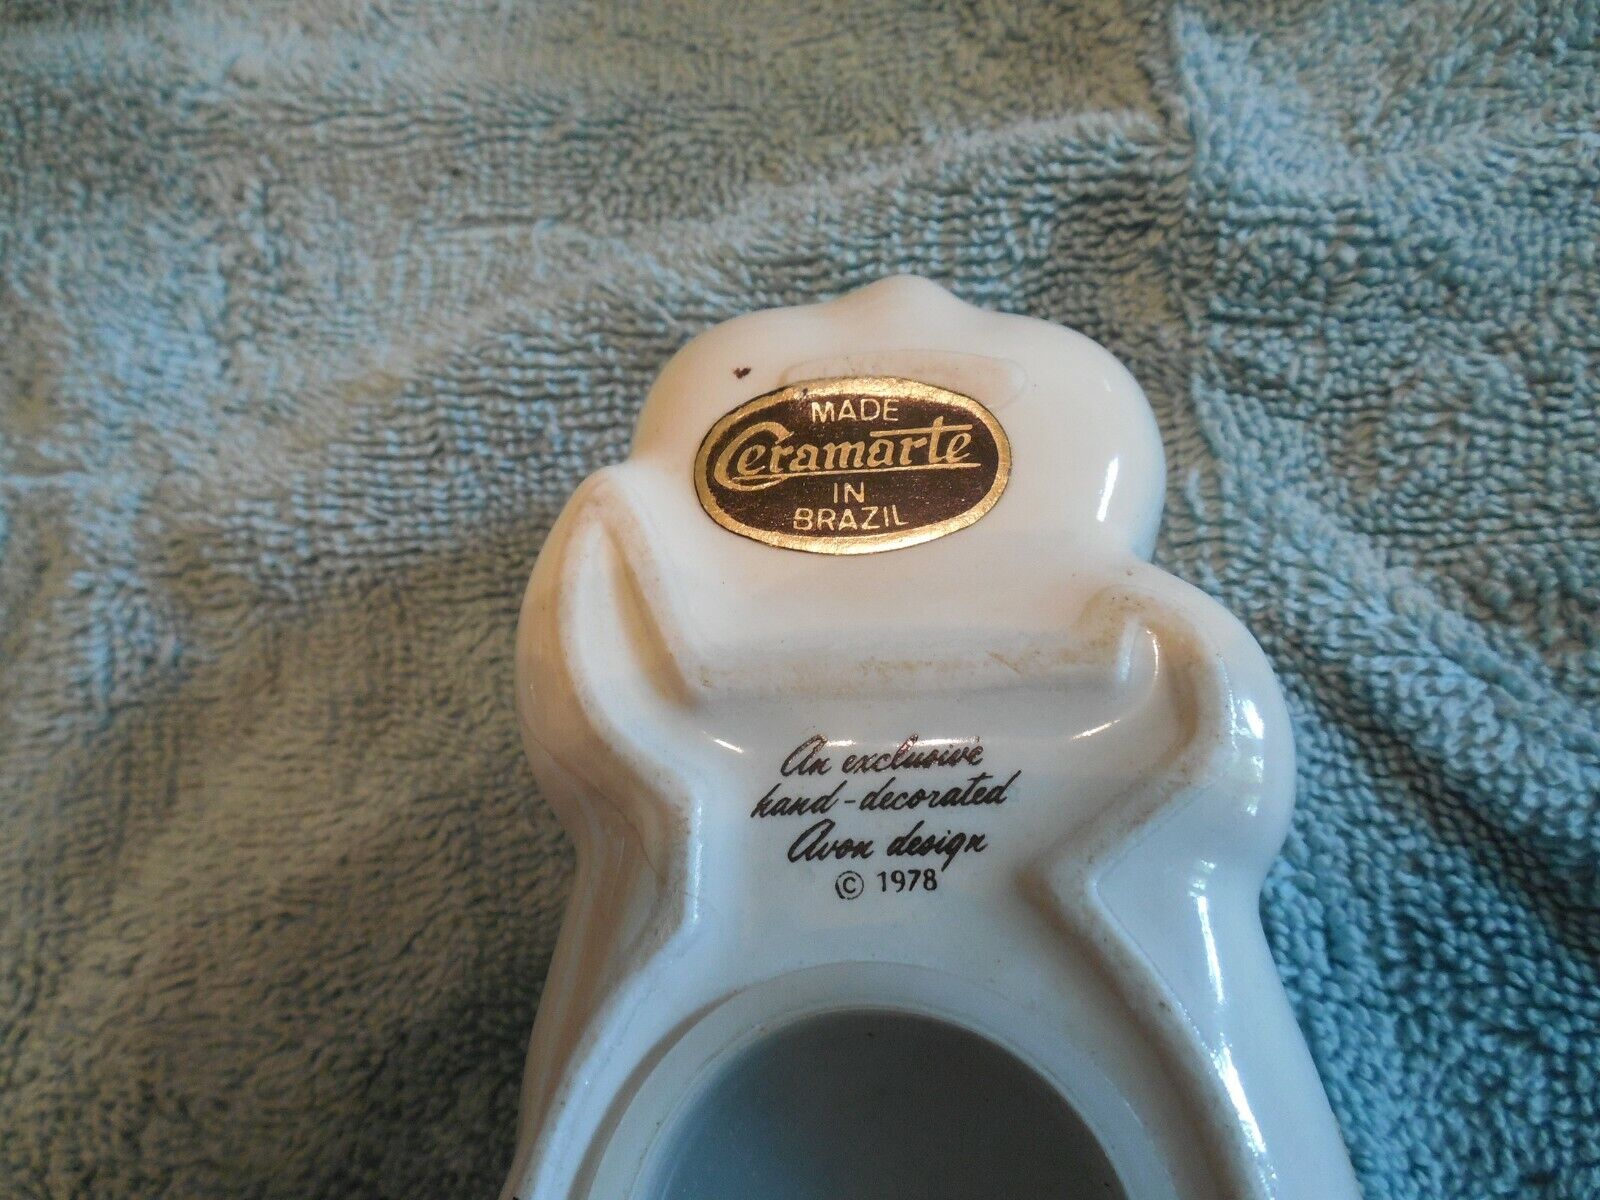 MADE
Ceramarte
IN
BRAZIL
An exclusive
hand-decorated
Avon design
© 1978